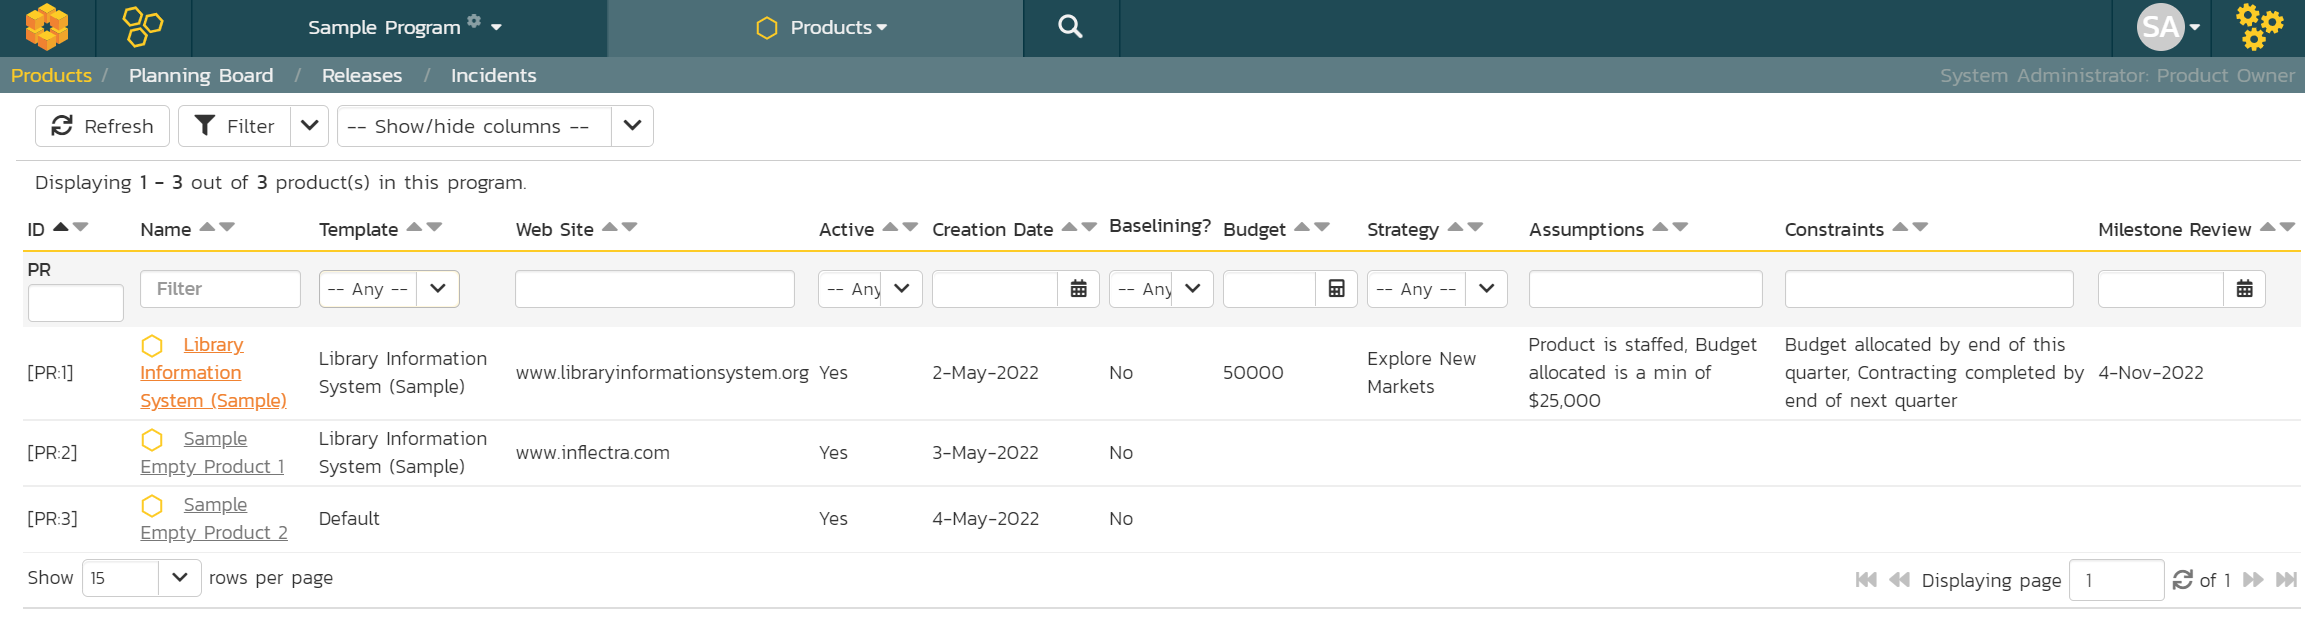 Sample Program
Products
SA
Products / Planning Board / Releases / Incidents
System Administrator: Product Owner
Refresh
Filter
-- Show/hide columns --
Displaying 1 - 3 out of 3 product(s) in this program.
ID Name Template Web Site Active Creation Date Baselining? Budget Strategy Assumptions Constraints Milestone Review
PR
Filter
-- Any --
-- Any
-- Any
-- Any --
[PR:1]
Library
Information
System (Sample)
Library Information
System (Sample)
www.libraryinformationsystem.org
Yes
2-May-2022
No
50000
Explore New
Markets
Product is staffed, Budget
allocated is a min of
$25,000
Budget allocated by end of this
quarter, Contracting completed by
end of next quarter
4-Nov-2022
[PR:2]
Sample
Empty Product 1
Library Information
System (Sample)
www.inflectra.com
Yes
3-May-2022
No
[PR:3]
Sample
Empty Product 2
Default
Yes
4-May-2022
No
Show 15 rows per page
Displaying page 1 of 1